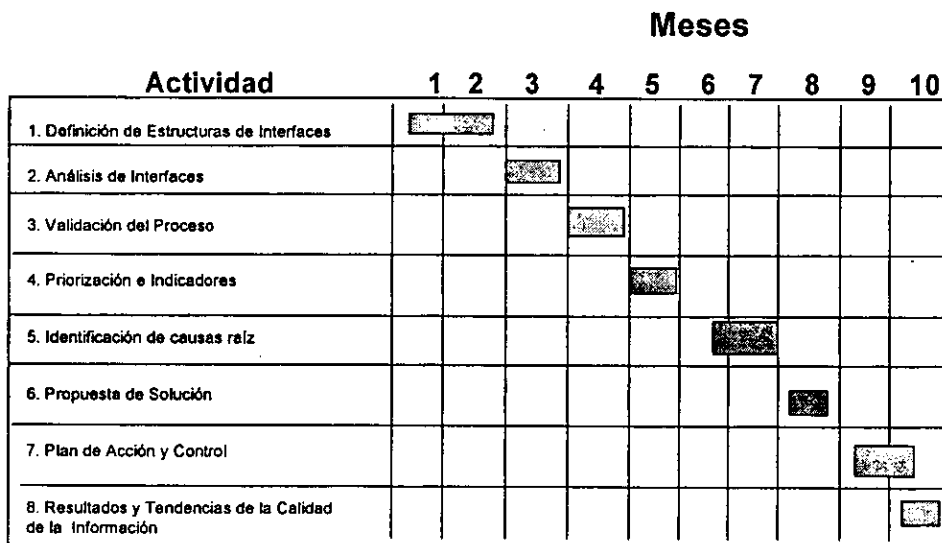 Meses
Actividad 1 2 3 4 5 6 7 8 9 10
1. Definición de Estructuras de Interfaces
2. Análisis de Interfaces
3. Validación del Proceso
4. Priorización e Indicadores
5. Identificación de causas raíz
6. Propuesta de Solución
7. Plan de Acción y Control
8. Resultados y Tendencias de la Calidad
de la Información